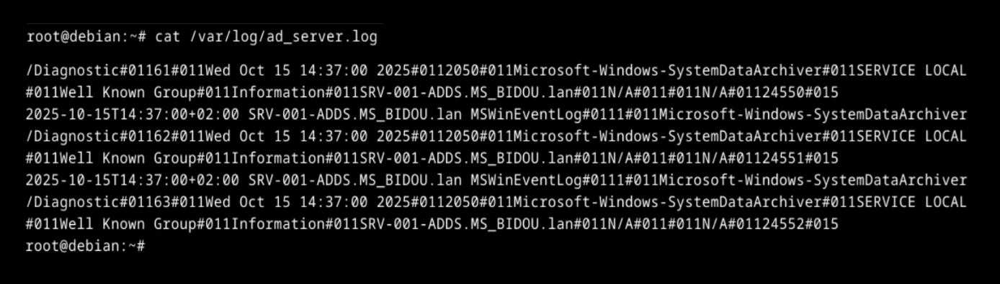 root@debian:~# cat /var/log/ad_server.log
/Diagnostic#01161#011Wed Oct 15 14:37:00 2025#0112050#011Microsoft-Windows-SystemDataArchiver#011SERVICE LOCAL
#011Well Known Group#011Information#011SRV-001-ADDS.MS_BIDOU.lan#011N/A#011#011N/A#01124550#015
2025-10-15T14:37:00+02:00 SRV-001-ADDS.MS_BIDOU.lan MSWinEventLog#0111#011Microsoft-Windows-SystemDataArchiver
/Diagnostic#01162#011Wed Oct 15 14:37:00 2025#0112050#011Microsoft-Windows-SystemDataArchiver#011SERVICE LOCAL
#011Well Known Group#011Information#011SRV-001-ADDS.MS_BIDOU.lan#011N/A#011#011N/A#01124551#015
2025-10-15T14:37:00+02:00 SRV-001-ADDS.MS_BIDOU.lan MSWinEventLog#0111#011Microsoft-Windows-SystemDataArchiver
/Diagnostic#01163#011Wed Oct 15 14:37:00 2025#0112050#011Microsoft-Windows-SystemDataArchiver#011SERVICE LOCAL
#011Well Known Group#011Information#011SRV-001-ADDS.MS_BIDOU.lan#011N/A#011#011N/A#01124552#015
root@debian:~#